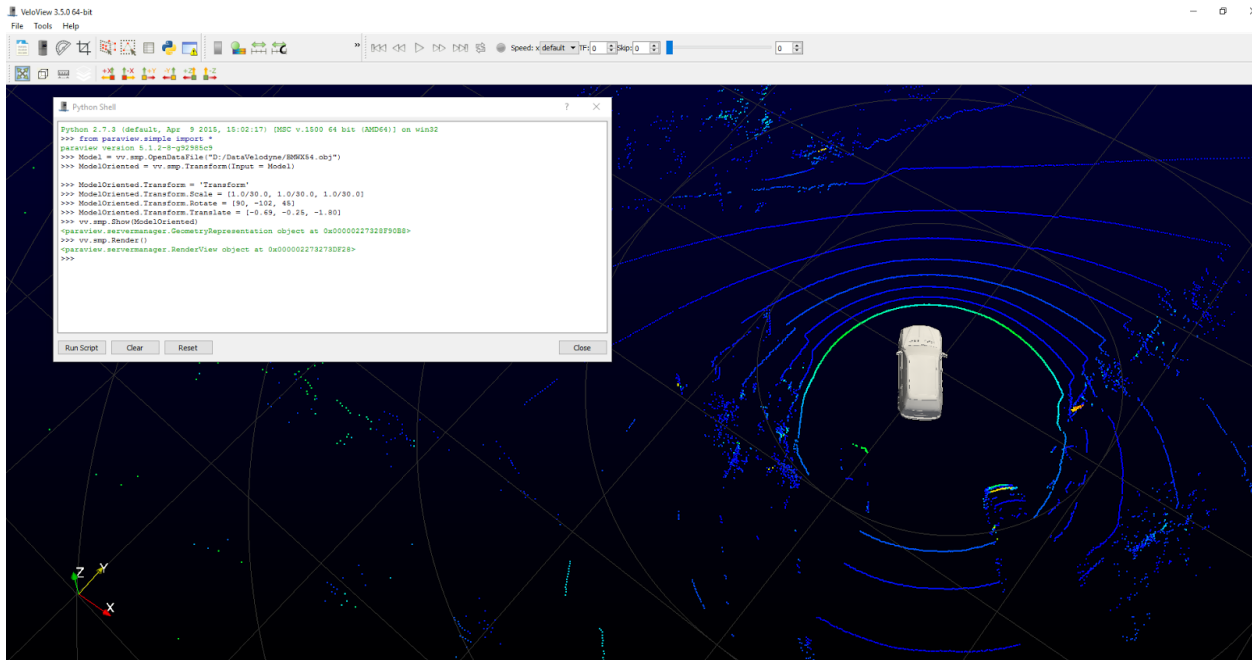 VeloView 3.5.0 64-bit
File Tools Help
» Speed: x default TF: 0 Skip: 0 0
+X -X +Y -Y +Z -Z
Python Shell ? ×
Python 2.7.3 (default, Apr  9 2015, 15:02:17) [MSC v.1500 64 bit (AMD64)] on win32
>>> from paraview.simple import *
paraview version 5.1.2-8-g92985c9
>>> Model = vv.smp.OpenDataFile("D:/DataVelodyne/BMWX54.obj")
>>> ModelOriented = vv.smp.Transform(Input = Model)
>>> ModelOriented.Transform = 'Transform'
>>> ModelOriented.Transform.Scale = [1.0/30.0, 1.0/30.0, 1.0/30.0]
>>> ModelOriented.Transform.Rotate = [90, -102, 45]
>>> ModelOriented.Transform.Translate = [-0.69, -0.25, -1.80]
>>> vv.smp.Show(ModelOriented)
<paraview.servermanager.GeometryRepresentation object at 0x00000227328F90B8>
>>> vv.smp.Render()
<paraview.servermanager.RenderView object at 0x000002273273DF28>
>>>
Run Script Clear Reset Close
Z Y
X